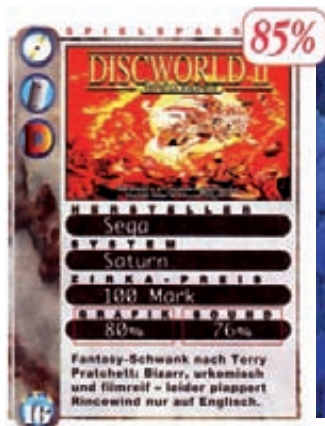 SPIELSPASS
85%
DISCWORLD II
HERSTELLER
Sega
SYSTEM
Saturn
ZIRKA-PREIS
100 Mark
GRAFIK SOUND
80% 76%
Fantasy-Schwank nach Terry
Pratchett: Bizarr, urkomisch
und filmreif – leider plappert
Rincewind nur auf Englisch.
16